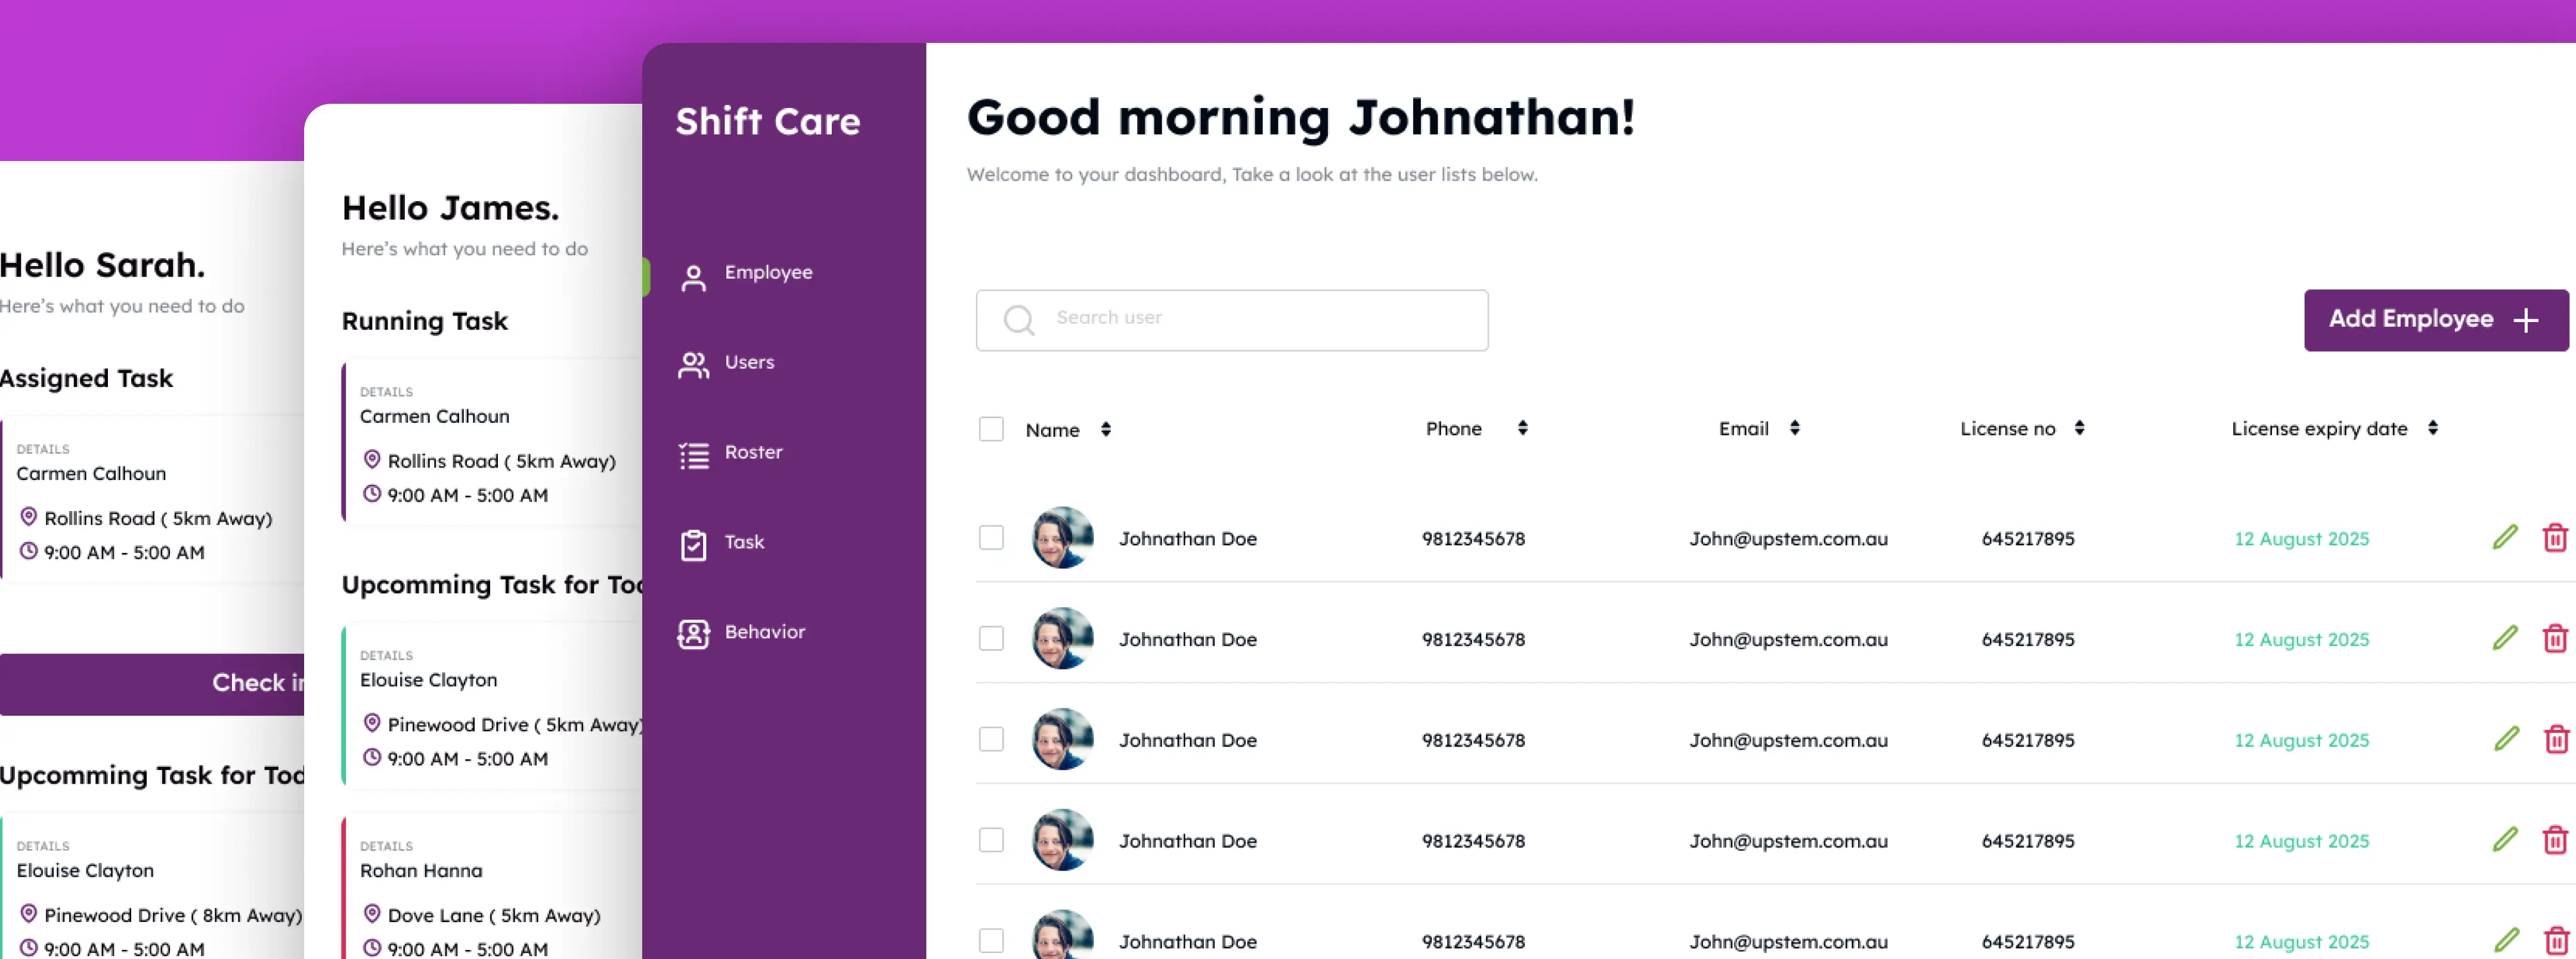 Hello Sarah.
Here's what you need to do
Assigned Task
DETAILS
Carmen Calhoun
Rollins Road ( 5km Away)
9:00 AM - 5:00 AM
Check in
Upcomming Task for Tod
DETAILS
Elouise Clayton
Pinewood Drive ( 8km Away)
9:00 AM - 5:00 AM
Hello James.
Here's what you need to do
Running Task
DETAILS
Carmen Calhoun
Rollins Road ( 5km Away)
9:00 AM - 5:00 AM
Upcomming Task for Tod
DETAILS
Elouise Clayton
Pinewood Drive ( 5km Away)
9:00 AM - 5:00 AM
DETAILS
Rohan Hanna
Dove Lane ( 5km Away)
9:00 AM - 5:00 AM
Shift Care
Employee
Users
Roster
Task
Behavior
Good morning Johnathan!
Welcome to your dashboard, Take a look at the user lists below.
Search user
Add Employee
Name Phone Email License no License expiry date
Johnathan Doe 9812345678 John@upstem.com.au 645217895 12 August 2025
Johnathan Doe 9812345678 John@upstem.com.au 645217895 12 August 2025
Johnathan Doe 9812345678 John@upstem.com.au 645217895 12 August 2025
Johnathan Doe 9812345678 John@upstem.com.au 645217895 12 August 2025
Johnathan Doe 9812345678 John@upstem.com.au 645217895 12 August 2025